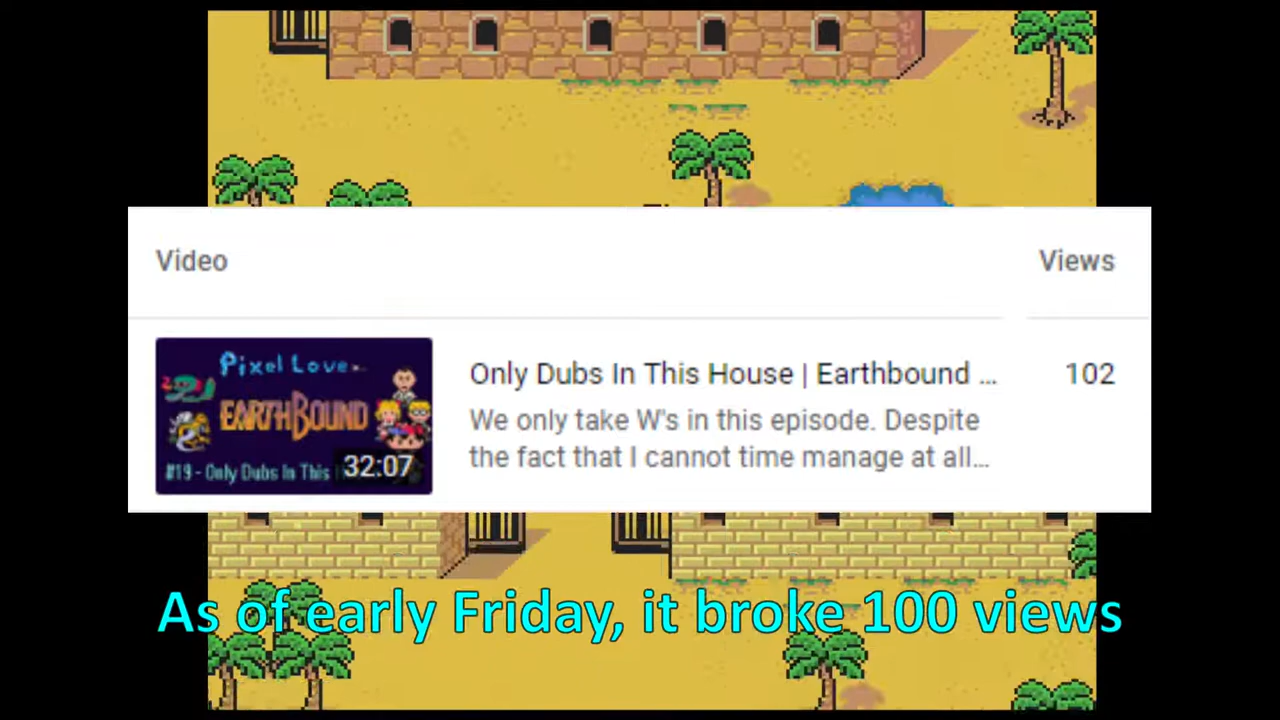 Video
Views
Pixel Love
EARTHBOUND
#19 - Only Dubs In This
32:07
Only Dubs In This House | Earthbound ...
102
We only take W's in this episode. Despite
the fact that I cannot time manage at all...
As of early Friday, it broke 100 views